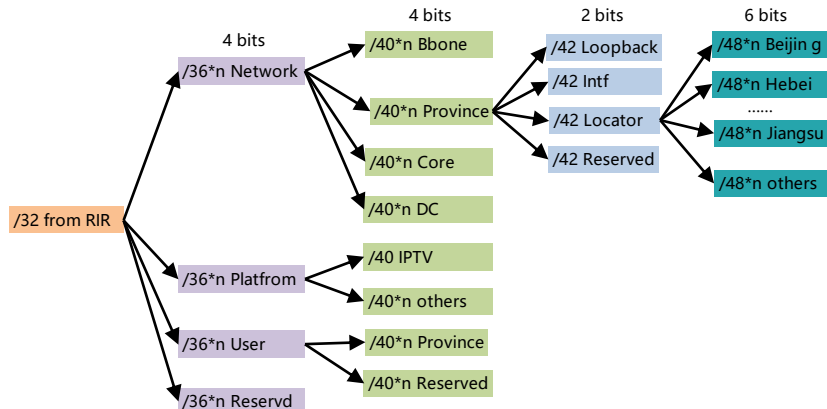 4 bits
4 bits
2 bits
6 bits
/32 from RIR
/36*n Network
/36*n Platfrom
/36*n User
/36*n Reservd
/40*n Bbone
/40*n Province
/40*n Core
/40*n DC
/40 IPTV
/40*n others
/40*n Province
/40*n Reserved
/42 Loopback
/42 Intf
/42 Locator
/42 Reserved
/48*n Beijin g
/48*n Hebei
......
/48*n Jiangsu
/48*n others